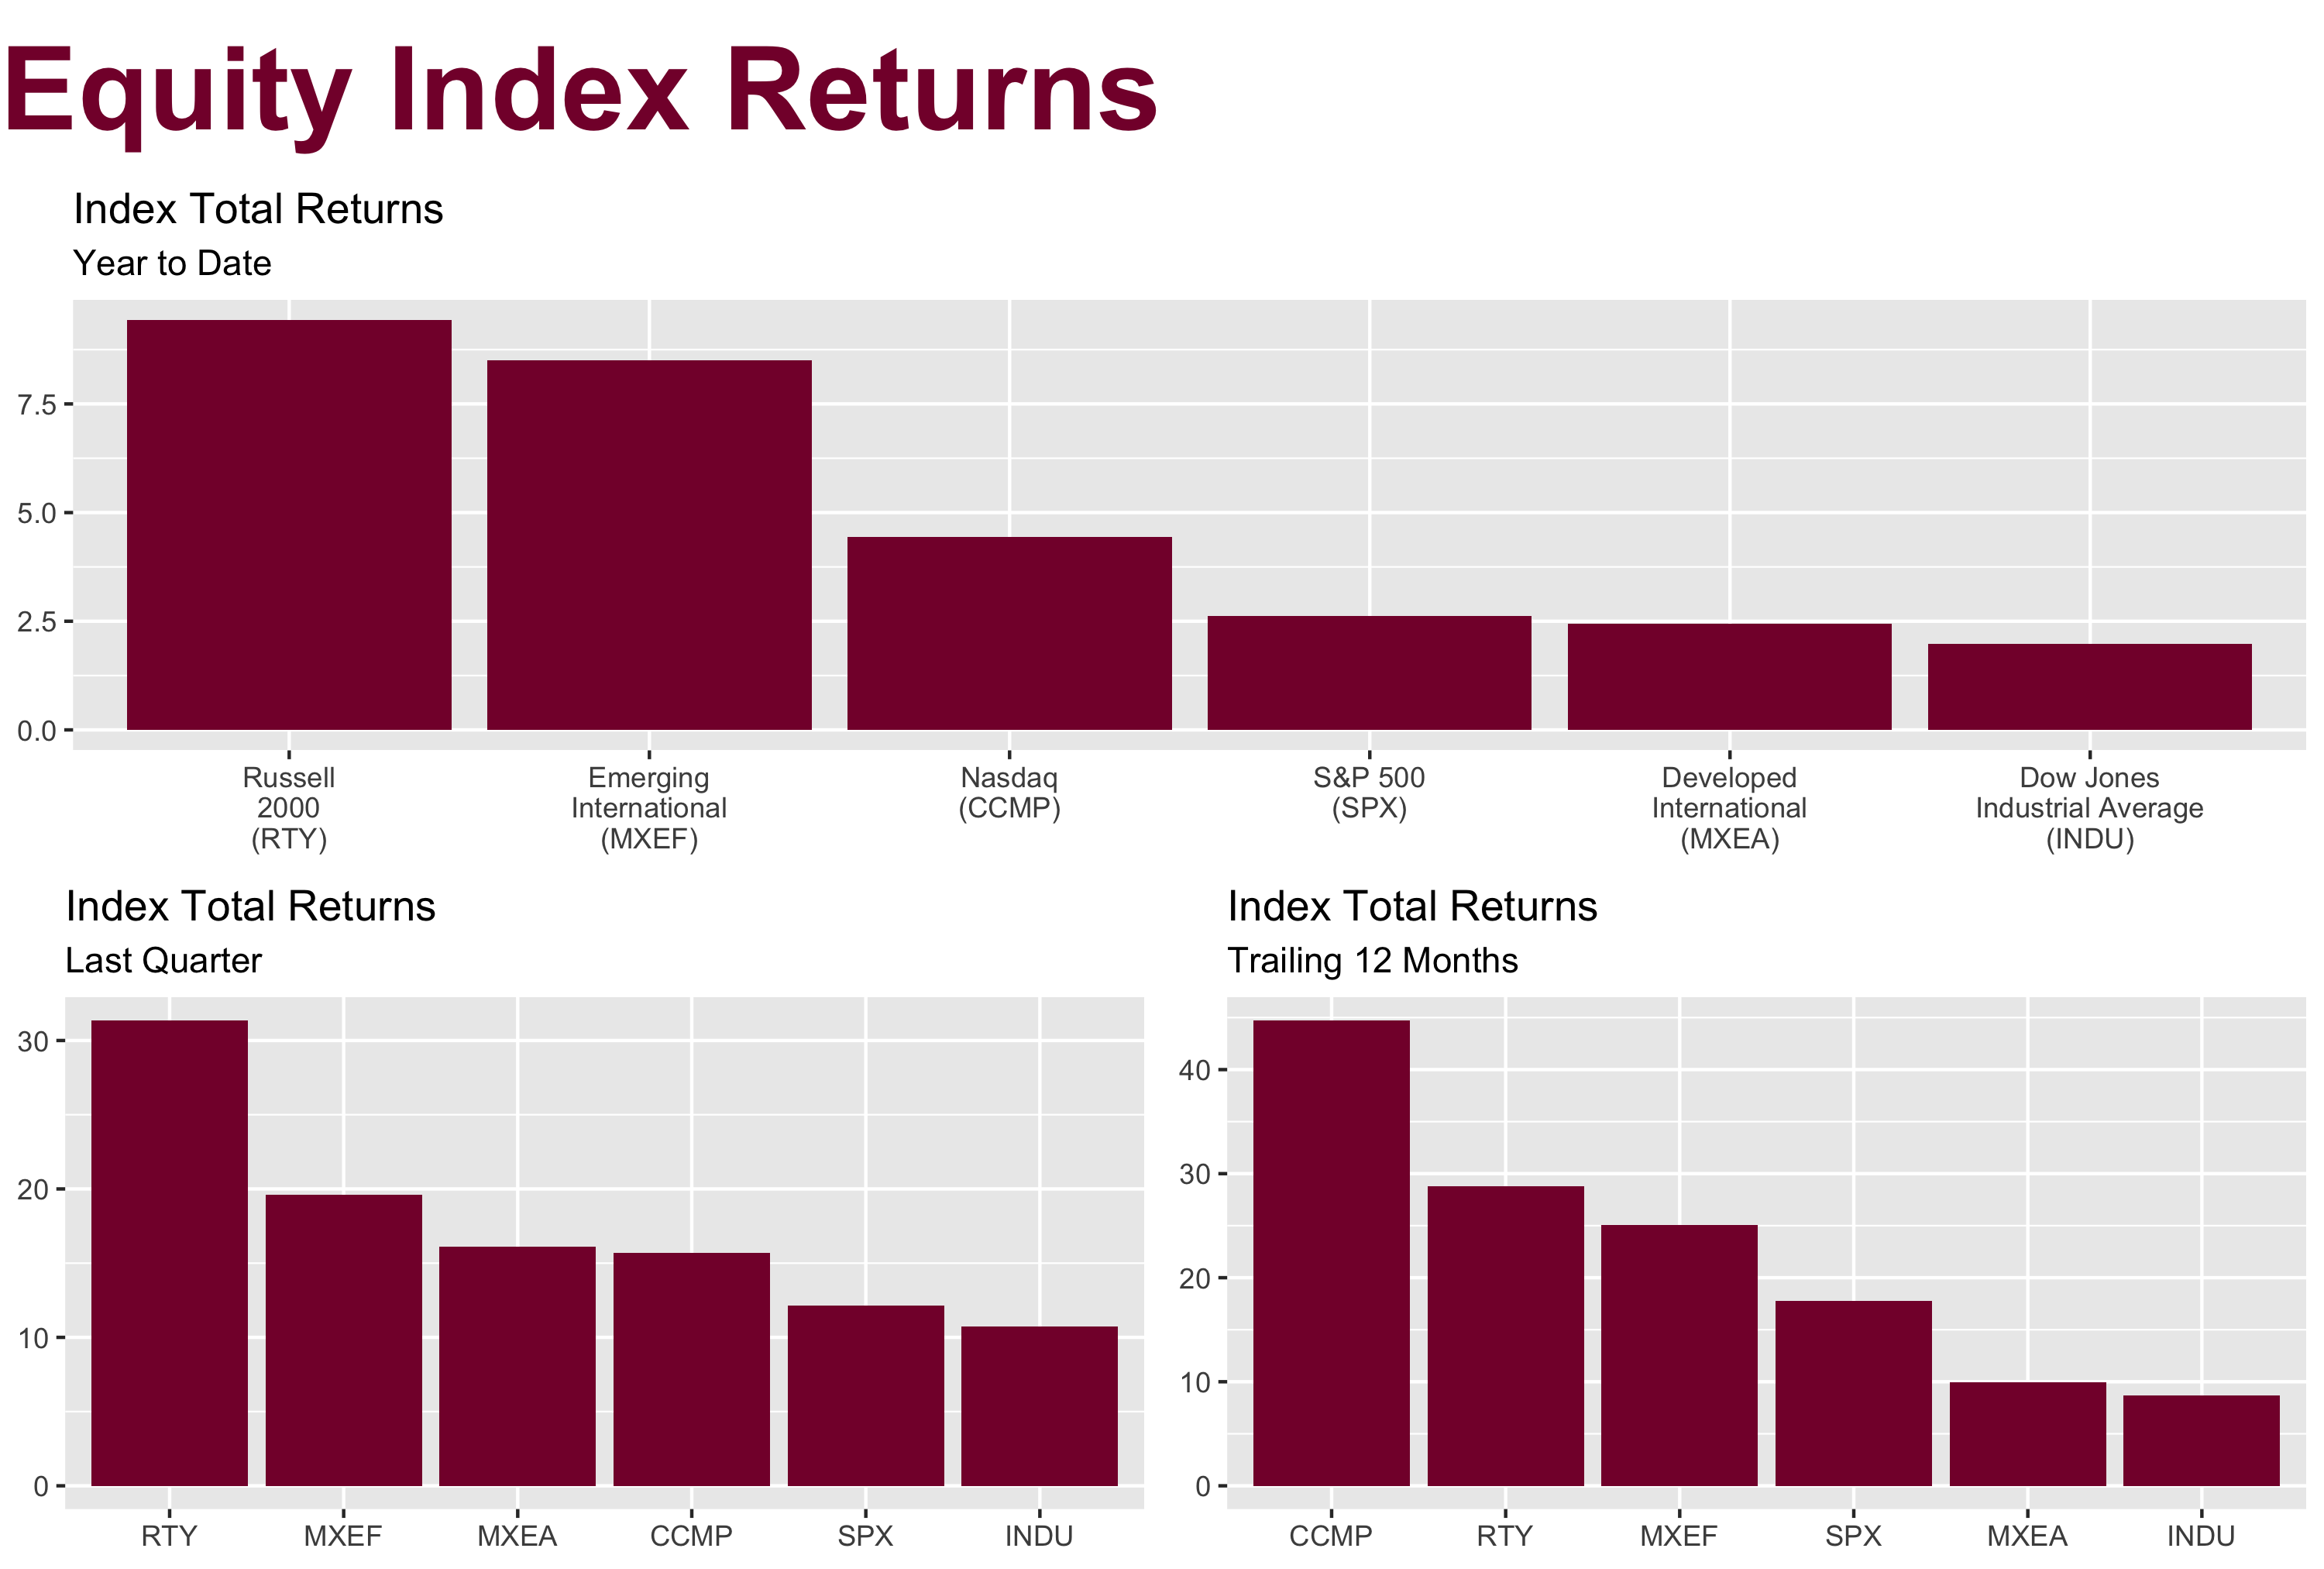 Equity Index Returns
Index Total Returns
Year to Date
7.5
5.0
2.5
0.0
Russell
2000
(RTY)
Emerging
International
(MXEF)
Nasdaq
(CCMP)
S&P 500
(SPX)
Developed
International
(MXEA)
Dow Jones
Industrial Average
(INDU)
Index Total Returns
Last Quarter
30
20
10
0
RTY
MXEF
MXEA
CCMP
SPX
INDU
Index Total Returns
Trailing 12 Months
40
30
20
10
0
CCMP
RTY
MXEF
SPX
MXEA
INDU